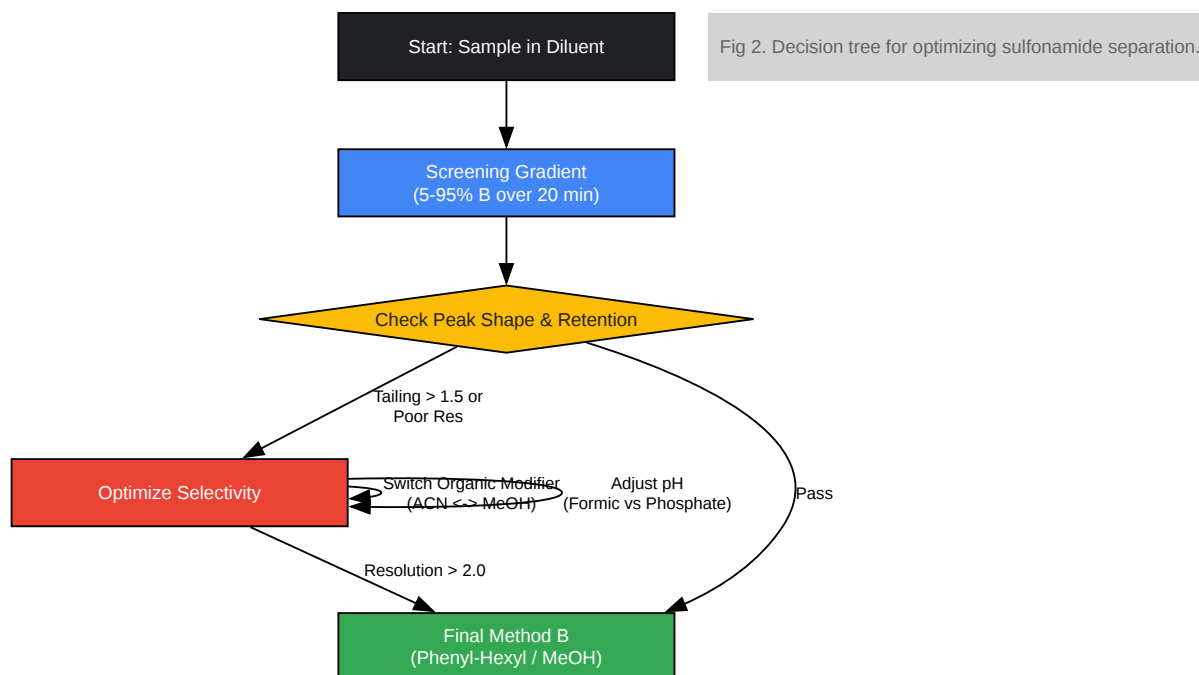 Start: Sample in Diluent
Fig 2. Decision tree for optimizing sulfonamide separation.
Screening Gradient
(5-95% B over 20 min)
Check Peak Shape & Retention
Tailing > 1.5 or
Poor Res
Optimize Selectivity
Switch Organic Modifier
(ACN <-> MeOH)
Adjust pH
(Formic vs Phosphate)
Pass
Resolution > 2.0
Final Method B
(Phenyl-Hexyl / MeOH)